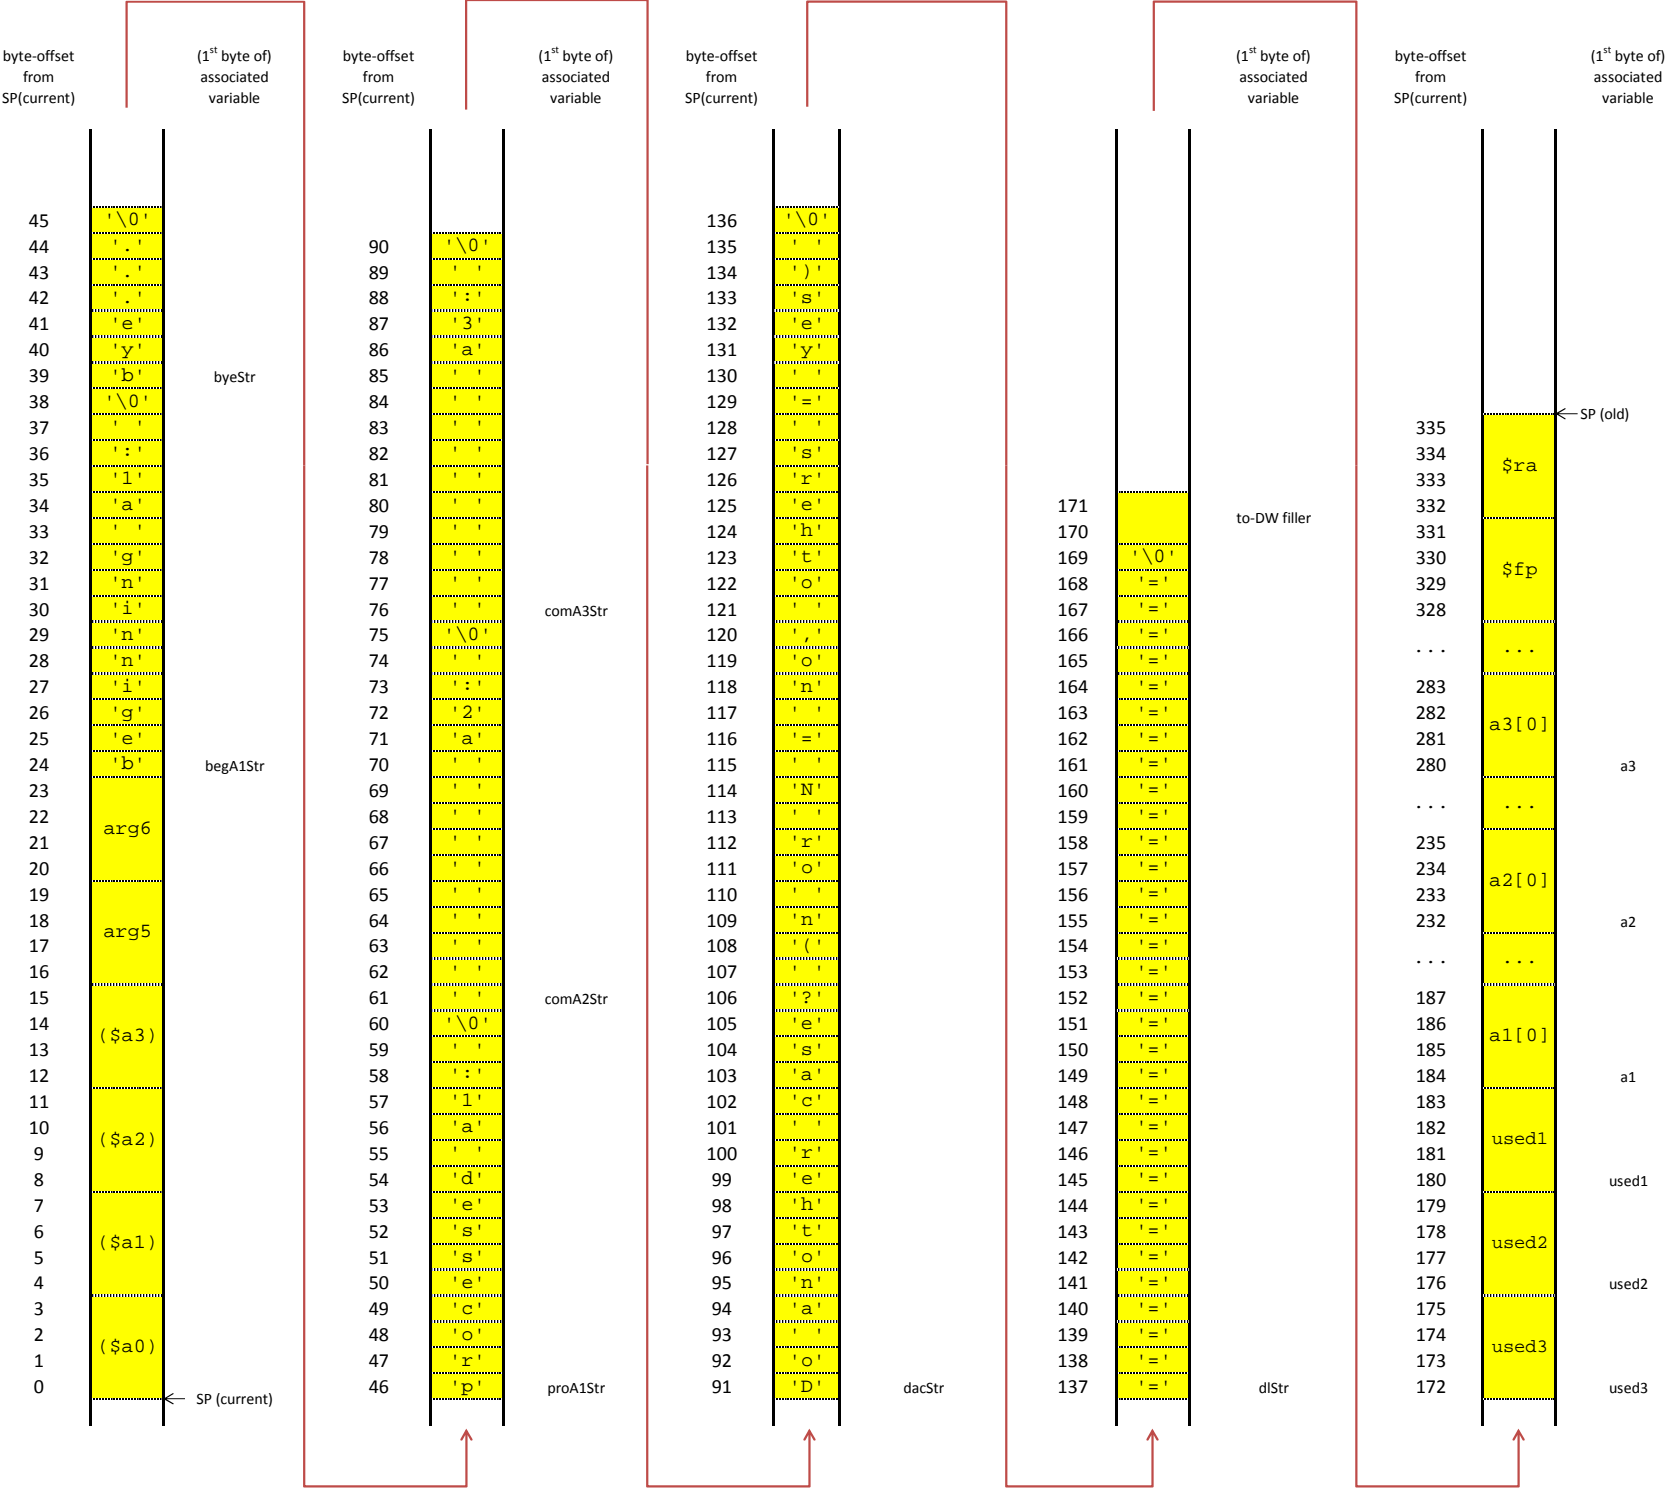 byte-offset
from
SP(current)
(1st byte of)
associated
variable
45 '\0'
44 '.'
43 '.'
42 '.'
41 'e'
40 'y'
39 'b' byeStr
38 '\0'
37 ' '
36 ':'
35 '1'
34 'a'
33 ' '
32 'g'
31 'n'
30 'i'
29 'n'
28 'n'
27 'i'
26 'g'
25 'e'
24 'b' begA1Str
23
22
arg6
21
20
19
18
arg5
17
16
15
14
($a3)
13
12
11
10
($a2)
9
8
7
6
($a1)
5
4
3
2
($a0)
1
0
SP (current)
byte-offset
from
SP(current)
(1st byte of)
associated
variable
90 '\0'
89 ' '
88 ':'
87 '3'
86 'a'
85 ' '
84 ' '
83 ' '
82 ' '
81 ' '
80 ' '
79 ' '
78 ' '
77 ' '
76 ' ' comA3Str
75 '\0'
74 ' '
73 ':'
72 '2'
71 'a'
70 ' '
69 ' '
68 ' '
67 ' '
66 ' '
65 ' '
64 ' '
63 ' '
62 ' '
61 ' ' comA2Str
60 '\0'
59 ' '
58 ':'
57 '1'
56 'a'
55 ' '
54 'd'
53 'e'
52 's'
51 's'
50 'e'
49 'c'
48 'o'
47 'r'
46 'p' proA1Str
byte-offset
from
SP(current)
136 '\0'
135 ' '
134 ')'
133 's'
132 'e'
131 'y'
130 ' '
129 '='
128 ' '
127 's'
126 'r'
125 'e'
124 'h'
123 't'
122 'o'
121 ' '
120 ','
119 'o'
118 'n'
117 ' '
116 '='
115 ' '
114 'N'
113 ' '
112 'r'
111 'o'
110 ' '
109 'n'
108 '('
107 ' '
106 '?'
105 'e'
104 's'
103 'a'
102 'c'
101 ' '
100 'r'
99 'e'
98 'h'
97 't'
96 'o'
95 'n'
94 'a'
93 ' '
92 'o'
91 'D' dacStr
(1st byte of)
associated
variable
171
to-DW filler
170
169 '\0'
168 '='
167 '='
166 '='
165 '='
164 '='
163 '='
162 '='
161 '='
160 '='
159 '='
158 '='
157 '='
156 '='
155 '='
154 '='
153 '='
152 '='
151 '='
150 '='
149 '='
148 '='
147 '='
146 '='
145 '='
144 '='
143 '='
142 '='
141 '='
140 '='
139 '='
138 '='
137 '=' dlStr
byte-offset
from
SP(current)
(1st byte of)
associated
variable
SP (old)
335
334
$ra
333
332
331
330
$fp
329
328
... ...
283
282
a3[0]
281
280 a3
... ...
235
234
a2[0]
233
232 a2
... ...
187
186
a1[0]
185
184 a1
183
182
used1
181
180 used1
179
178
used2
177
176 used2
175
174
used3
173
172 used3